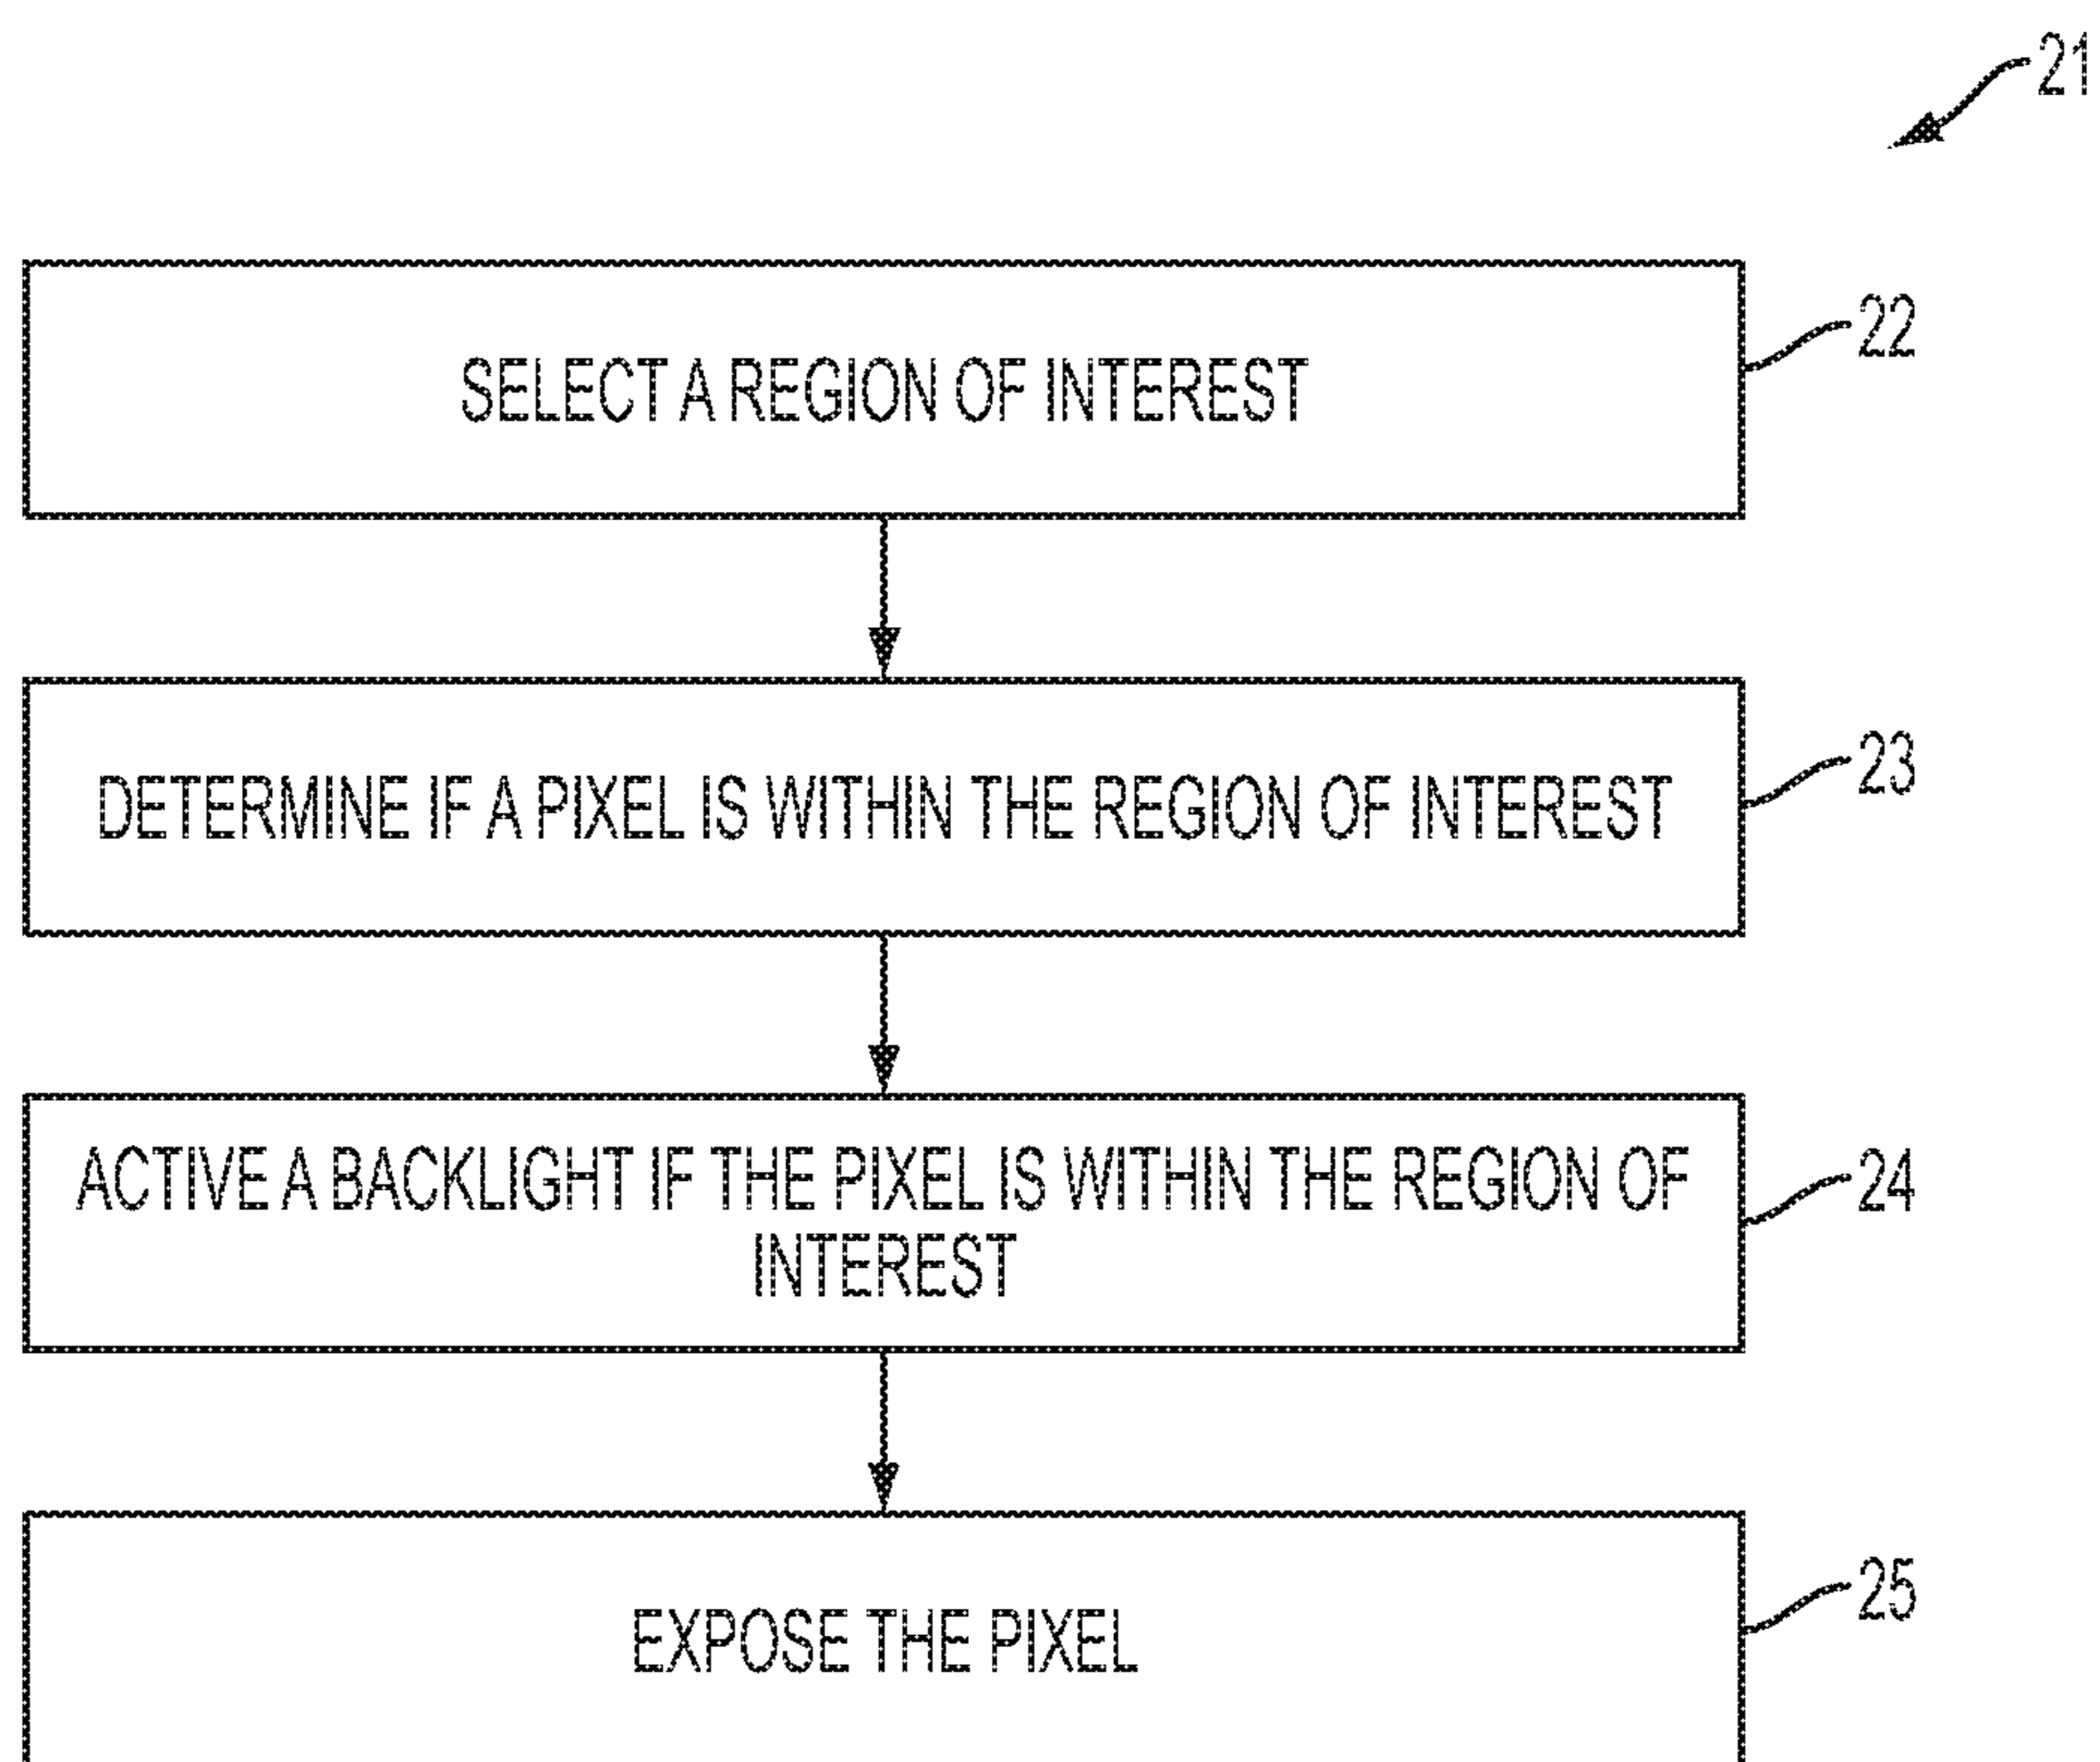 21
SELECT A REGION OF INTEREST
22
DETERMINE IF A PIXEL IS WITHIN THE REGION OF INTEREST
23
ACTIVE A BACKLIGHT IF THE PIXEL IS WITHIN THE REGION OF
INTEREST
24
EXPOSE THE PIXEL
25